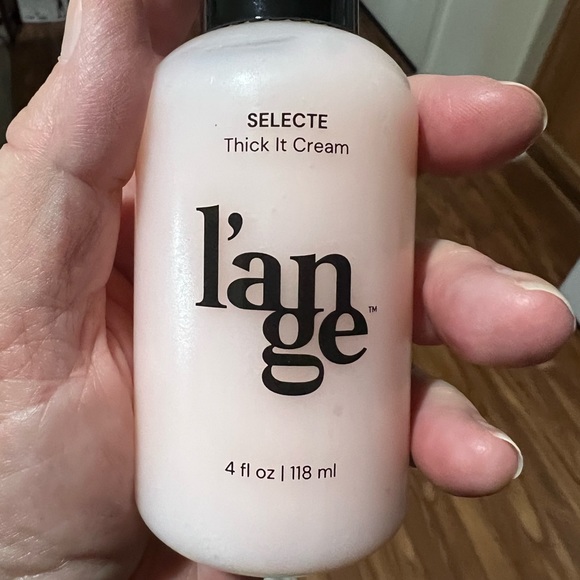 SELECTE
Thick It Cream
l'an
ge™
4 fl oz | 118 ml